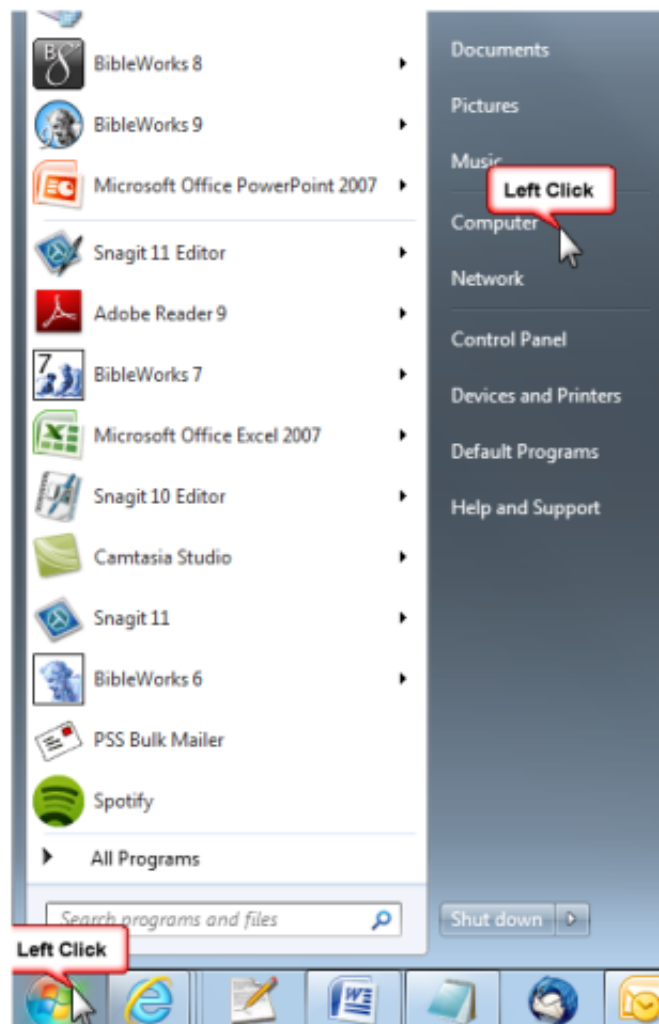 BibleWorks 8
BibleWorks 9
Microsoft Office PowerPoint 2007
Snagit 11 Editor
Adobe Reader 9
7
BibleWorks 7
Microsoft Office Excel 2007
Snagit 10 Editor
Camtasia Studio
Snagit 11
BibleWorks 6
PSS Bulk Mailer
Spotify
All Programs
Search programs and files
Left Click
Documents
Pictures
Music
Left Click
Computer
Network
Control Panel
Devices and Printers
Default Programs
Help and Support
Shut down